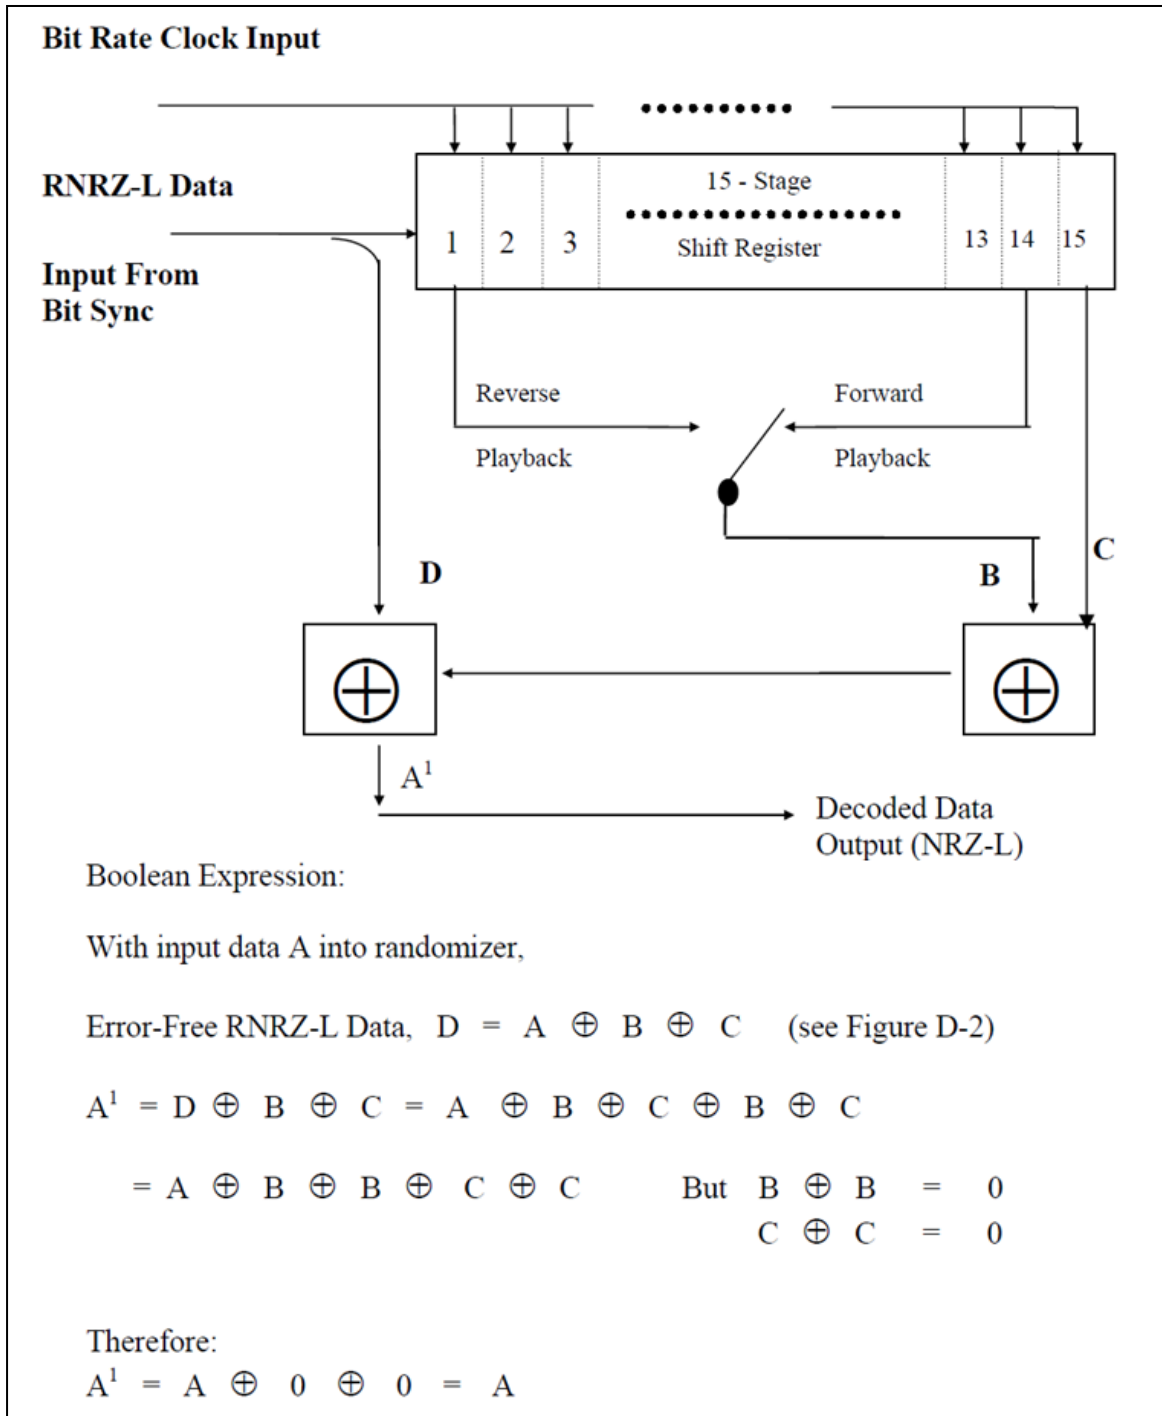 Bit Rate Clock Input
RNRZ-L Data
Input From
Bit Sync
15 - Stage
Shift Register
1 2 3 13 14 15
Reverse
Playback
Forward
Playback
D
B
C
⊕
⊕
A¹
Decoded Data
Output (NRZ-L)
Boolean Expression:
With input data A into randomizer,
Error-Free RNRZ-L Data, D = A ⊕ B ⊕ C (see Figure D-2)
A¹ = D ⊕ B ⊕ C = A ⊕ B ⊕ C ⊕ B ⊕ C
= A ⊕ B ⊕ B ⊕ C ⊕ C But B ⊕ B = 0
C ⊕ C = 0
Therefore:
A¹ = A ⊕ 0 ⊕ 0 = A